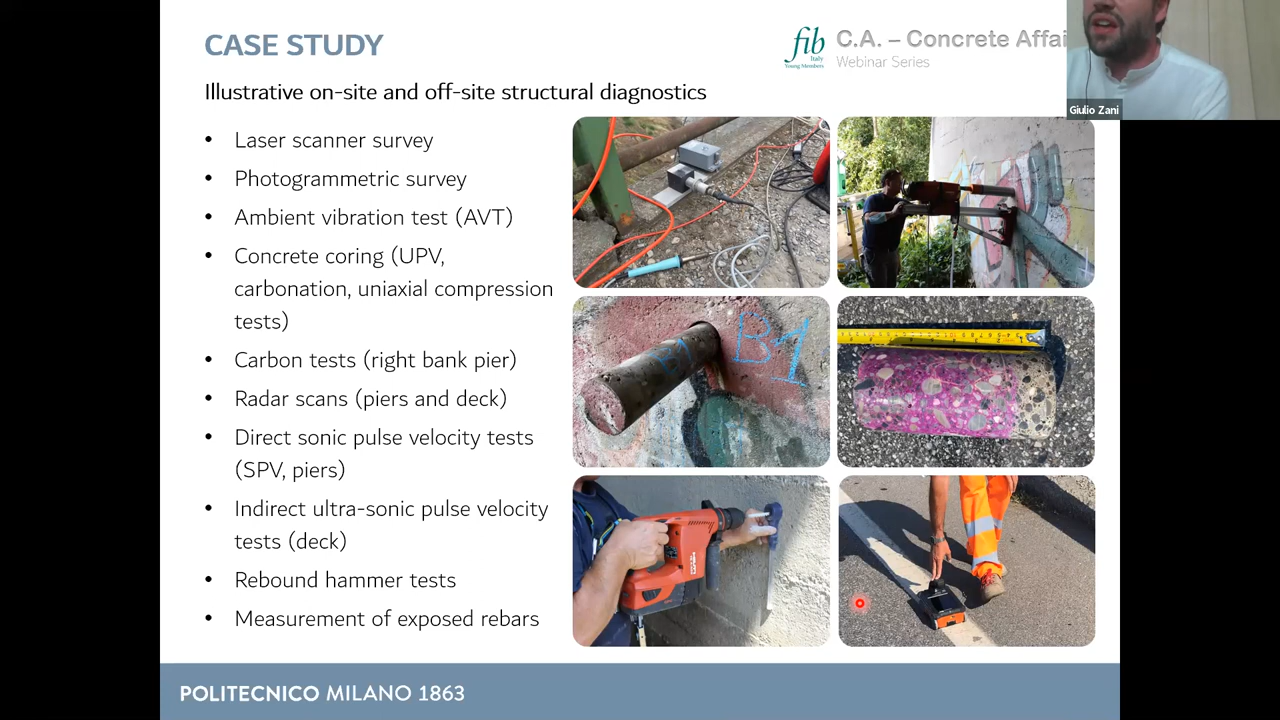 CASE STUDY
fib
Italy
Young Members
C.A. – Concrete Affai
Webinar Series
Giulio Zani
Illustrative on-site and off-site structural diagnostics
• Laser scanner survey
• Photogrammetric survey
• Ambient vibration test (AVT)
• Concrete coring (UPV,
carbonation, uniaxial compression
tests)
• Carbon tests (right bank pier)
• Radar scans (piers and deck)
• Direct sonic pulse velocity tests
(SPV, piers)
• Indirect ultra-sonic pulse velocity
tests (deck)
• Rebound hammer tests
• Measurement of exposed rebars
B1
B1
POLITECNICO MILANO 1863